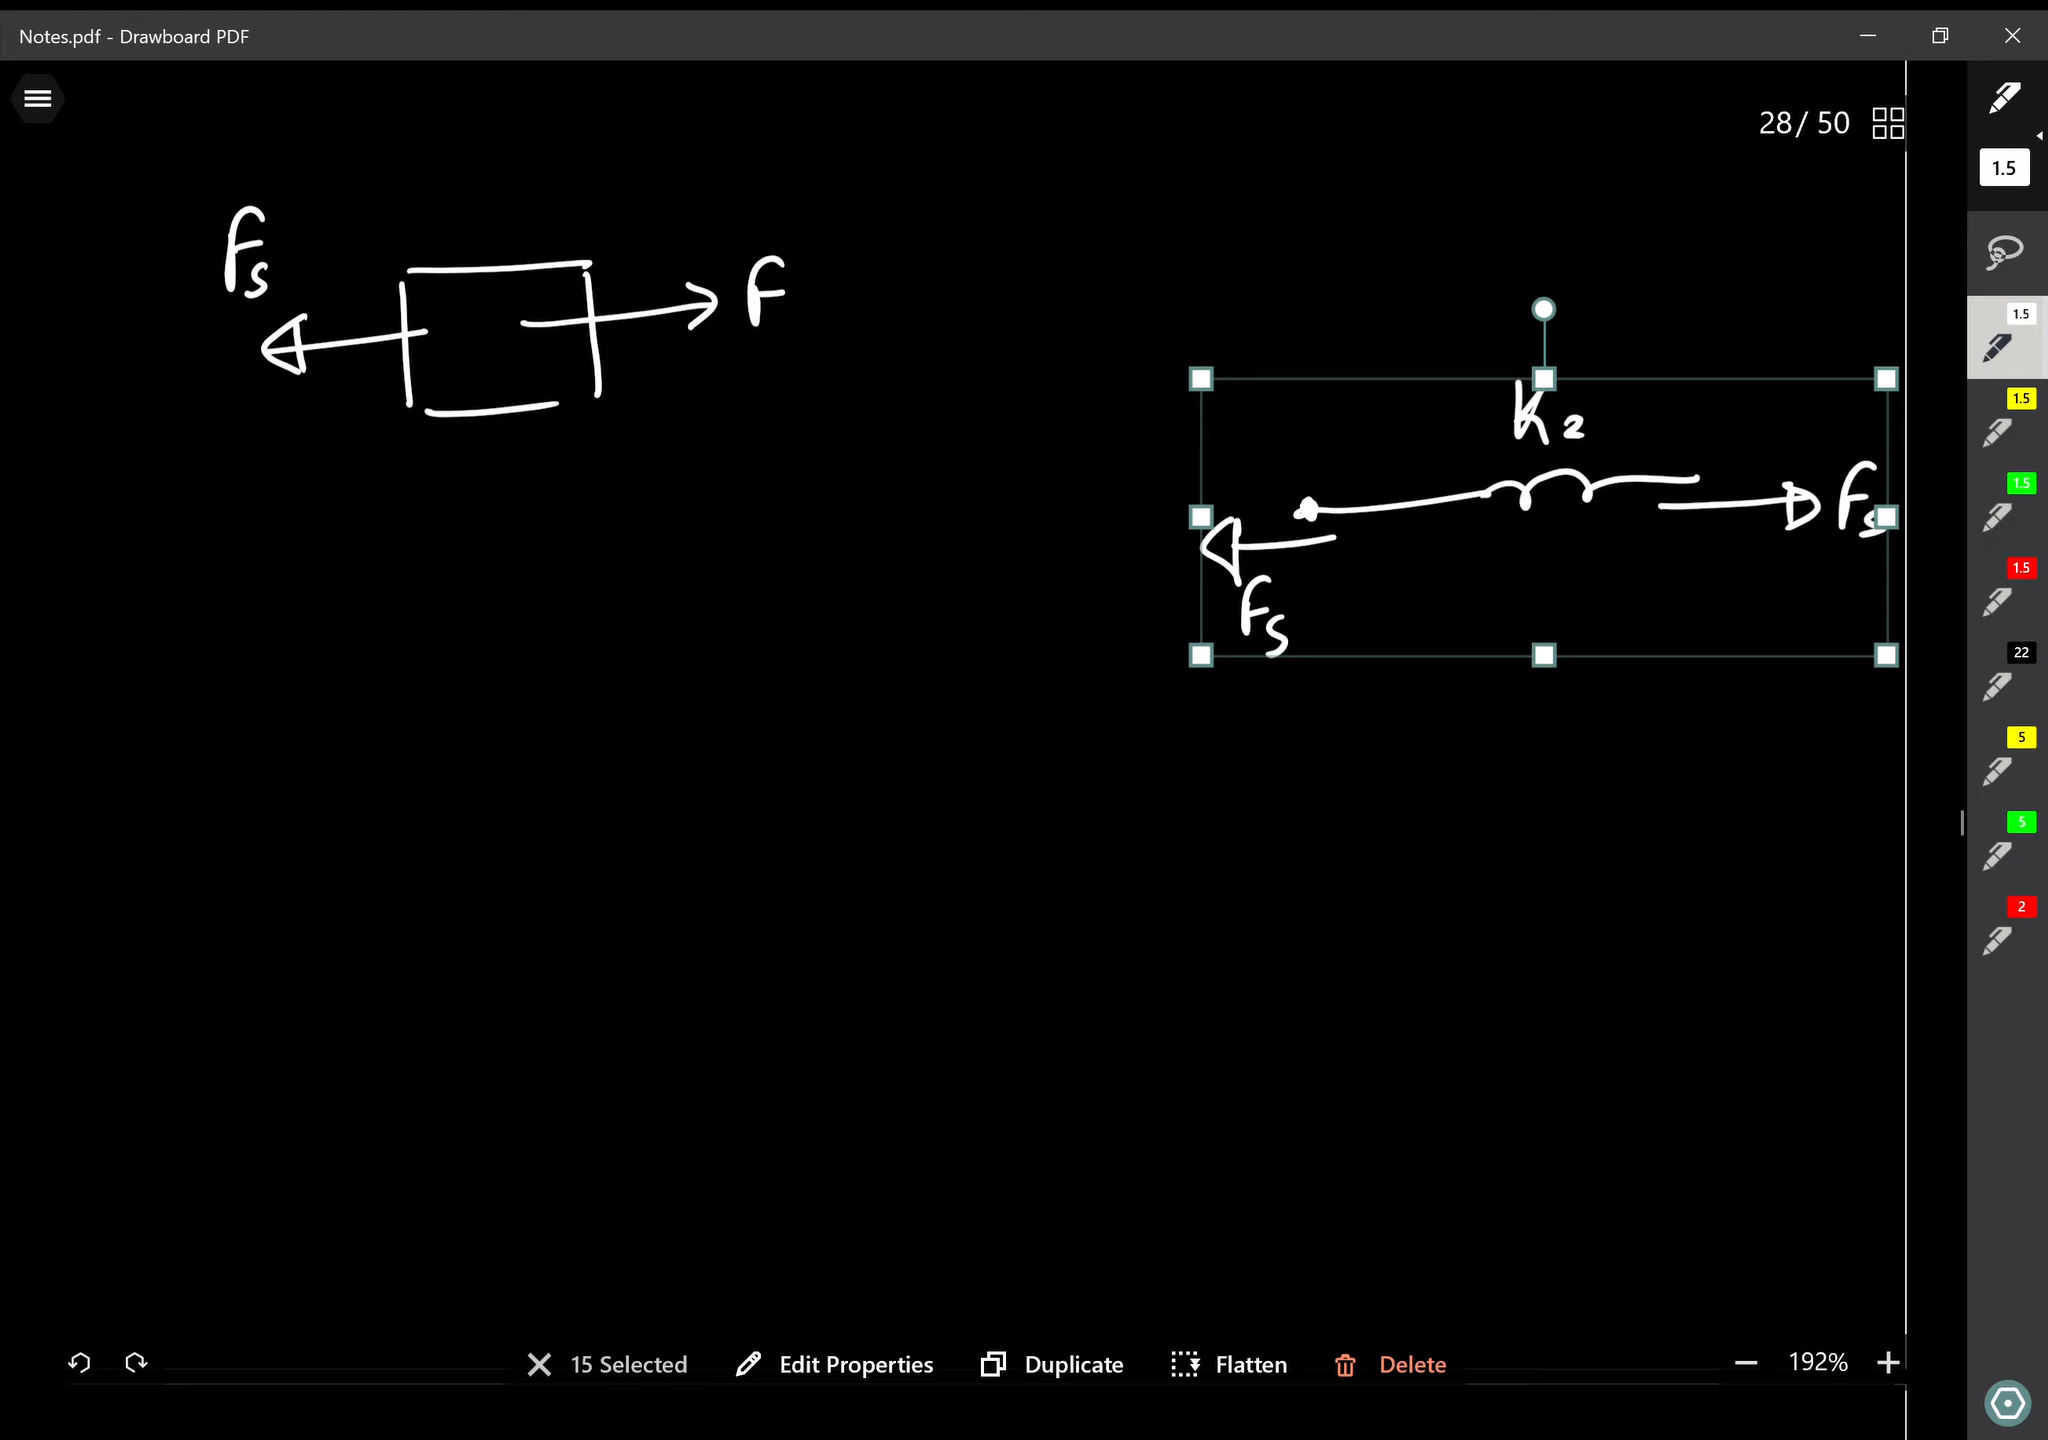 Notes.pdf - Drawboard PDF
28/ 50
1.5
Fs
F
1.5
K2
1.5
Fs
1.5
1.5
Fs
22
5
5
2
15 Selected
Edit Properties
Duplicate
Flatten
Delete
192%